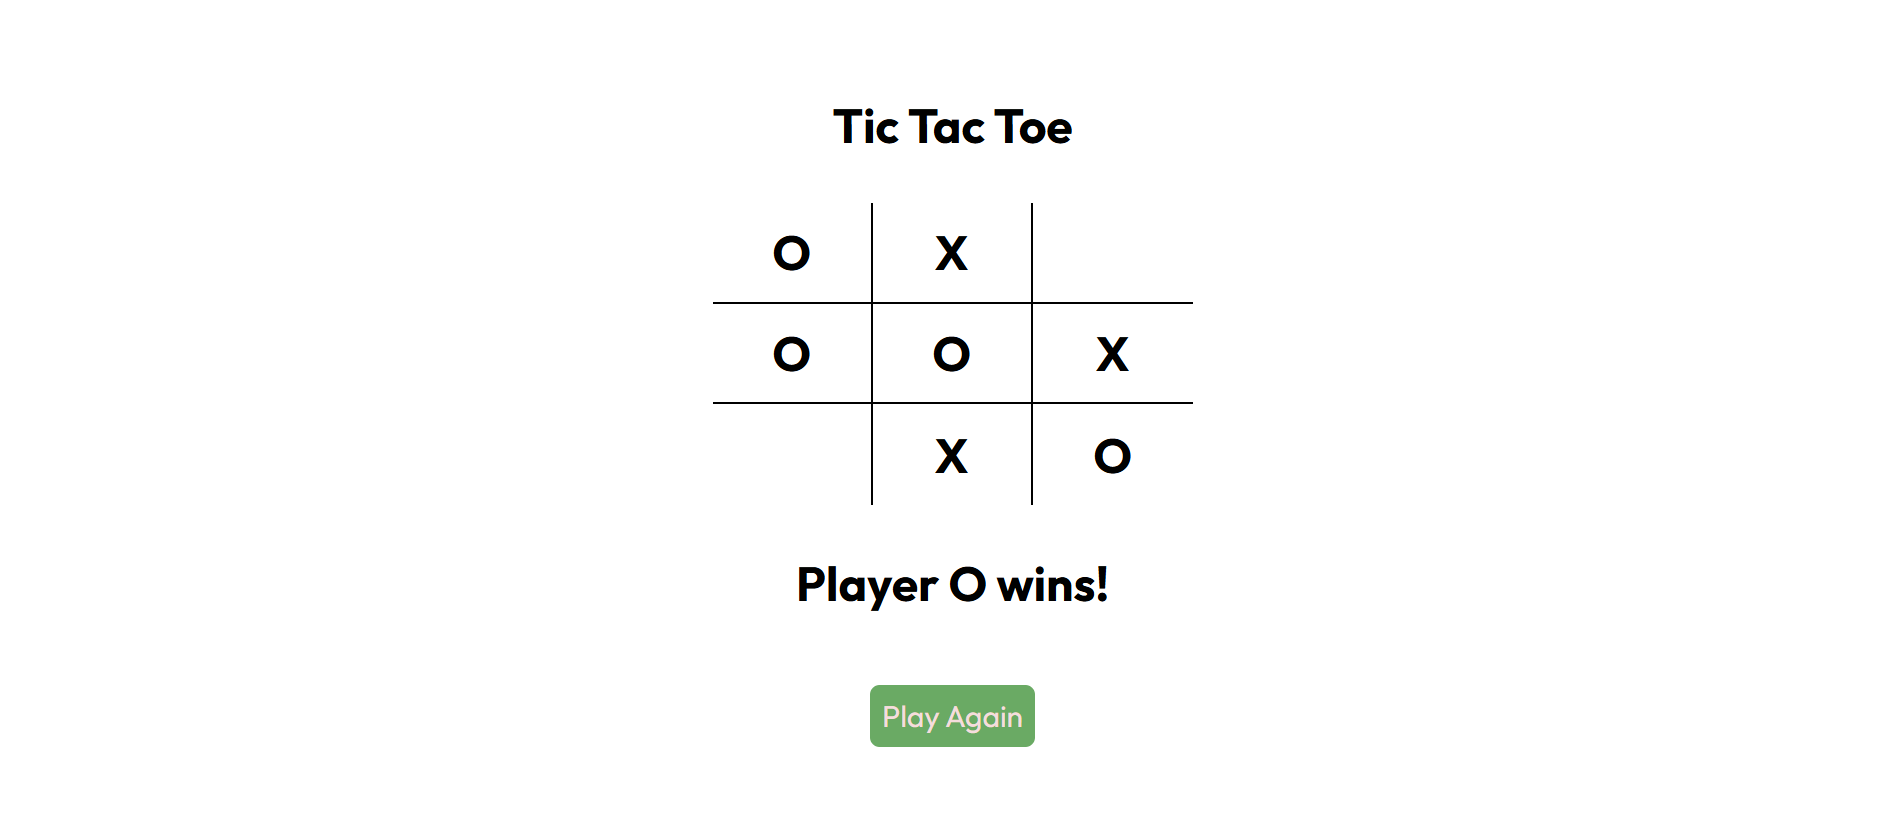 Tic Tac Toe
O X
O O X
X O
Player O wins!
Play Again